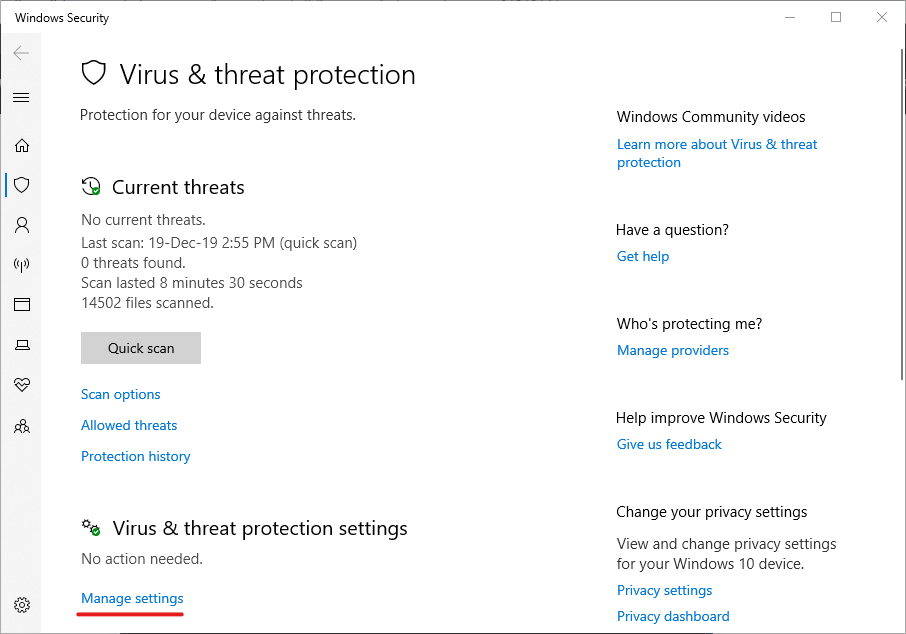 Windows Security
Virus & threat protection
Protection for your device against threats.
Current threats
No current threats.
Last scan: 19-Dec-19 2:55 PM (quick scan)
0 threats found.
Scan lasted 8 minutes 30 seconds
14502 files scanned.
Quick scan
Scan options
Allowed threats
Protection history
Virus & threat protection settings
No action needed.
Manage settings
Windows Community videos
Learn more about Virus & threat
protection
Have a question?
Get help
Who's protecting me?
Manage providers
Help improve Windows Security
Give us feedback
Change your privacy settings
View and change privacy settings
for your Windows 10 device.
Privacy settings
Privacy dashboard